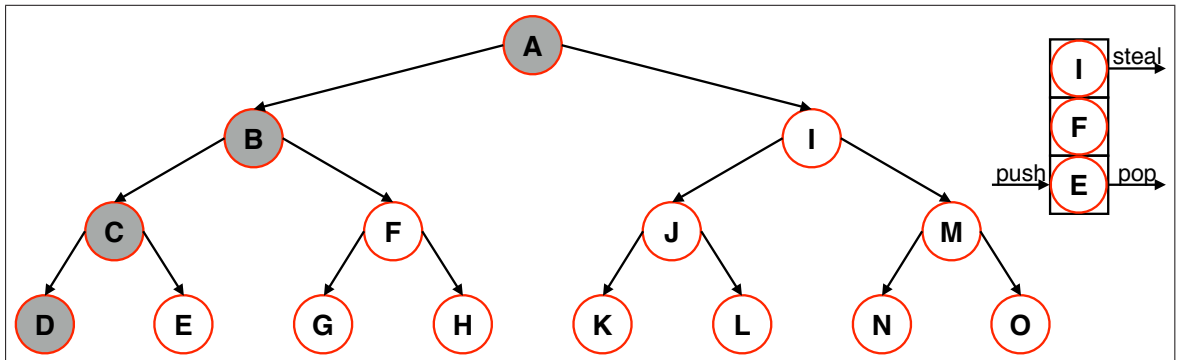 A
I steal
B I
F
push E pop
C F J M
D E G H K L N O